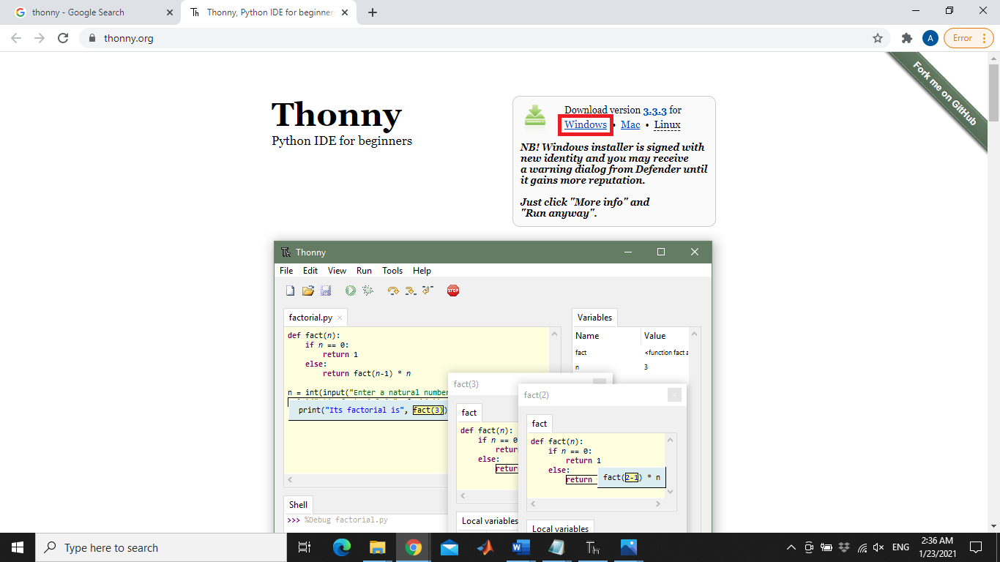 thonny - Google Search
Thonny, Python IDE for beginners
thonny.org
A
Error
Fork me on GitHub
Thonny
Python IDE for beginners
Download version 3.3.3 for
Windows • Mac • Linux
NB! Windows installer is signed with
new identity and you may receive
a warning dialog from Defender until
it gains more reputation.
Just click "More info" and
"Run anyway".
Th Thonny
File Edit View Run Tools Help
STOP
factorial.py
def fact(n):
if n == 0:
return 1
else:
return fact(n-1) * n
n = int(input("Enter a natural number
print("Its factorial is", fact(3))
Variables
Name Value
fact <function fact a
n 3
fact(3)
fact
def fact(n):
if n == 0
retur
else:
retur
Local variables
fact(2)
fact
def fact(n):
if n == 0:
return 1
else:
return
fact(2-1) * n
Local variables
Shell
>>> %Debug factorial.py
Type here to search
W
Th
ENG
2:36 AM
1/23/2021